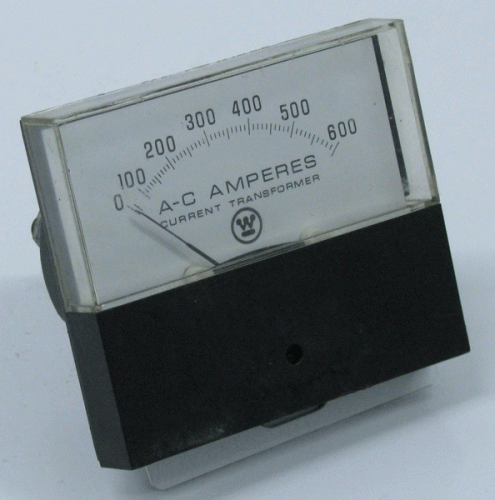 0 100 200 300 400 500 600
A-C AMPERES
CURRENT TRANSFORMER
W